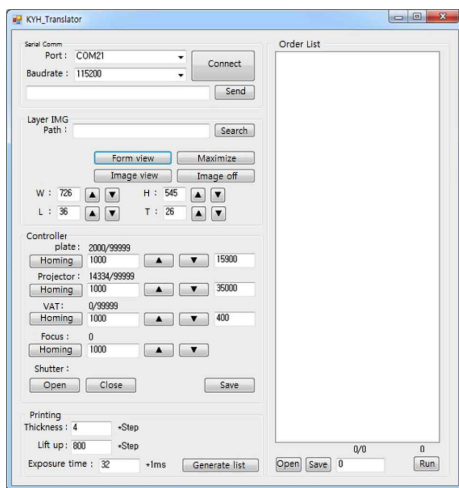 KYH_Translator
Serial Comm
Port : COM21
Connect
Baudrate : 115200
Send
Layer IMG
Path :
Search
Form view Maximize
Image view Image off
W : 726 ▲ ▼ H : 545 ▲ ▼
L : 36 ▲ ▼ T : 26 ▲ ▼
Controller
plate : 2000/99999
Homing 1000 ▲ ▼ 15900
Projector : 14334/99999
Homing 1000 ▲ ▼ 35000
VAT : 0/99999
Homing 1000 ▲ ▼ 400
Focus : 0
Homing 1000 ▲ ▼
Shutter :
Open Close Save
Printing
Thickness : 4 *Step
Lift up : 800 *Step
Exposure time : 32 *1ms Generate list
Order List
0/0 0
Open Save 0 Run